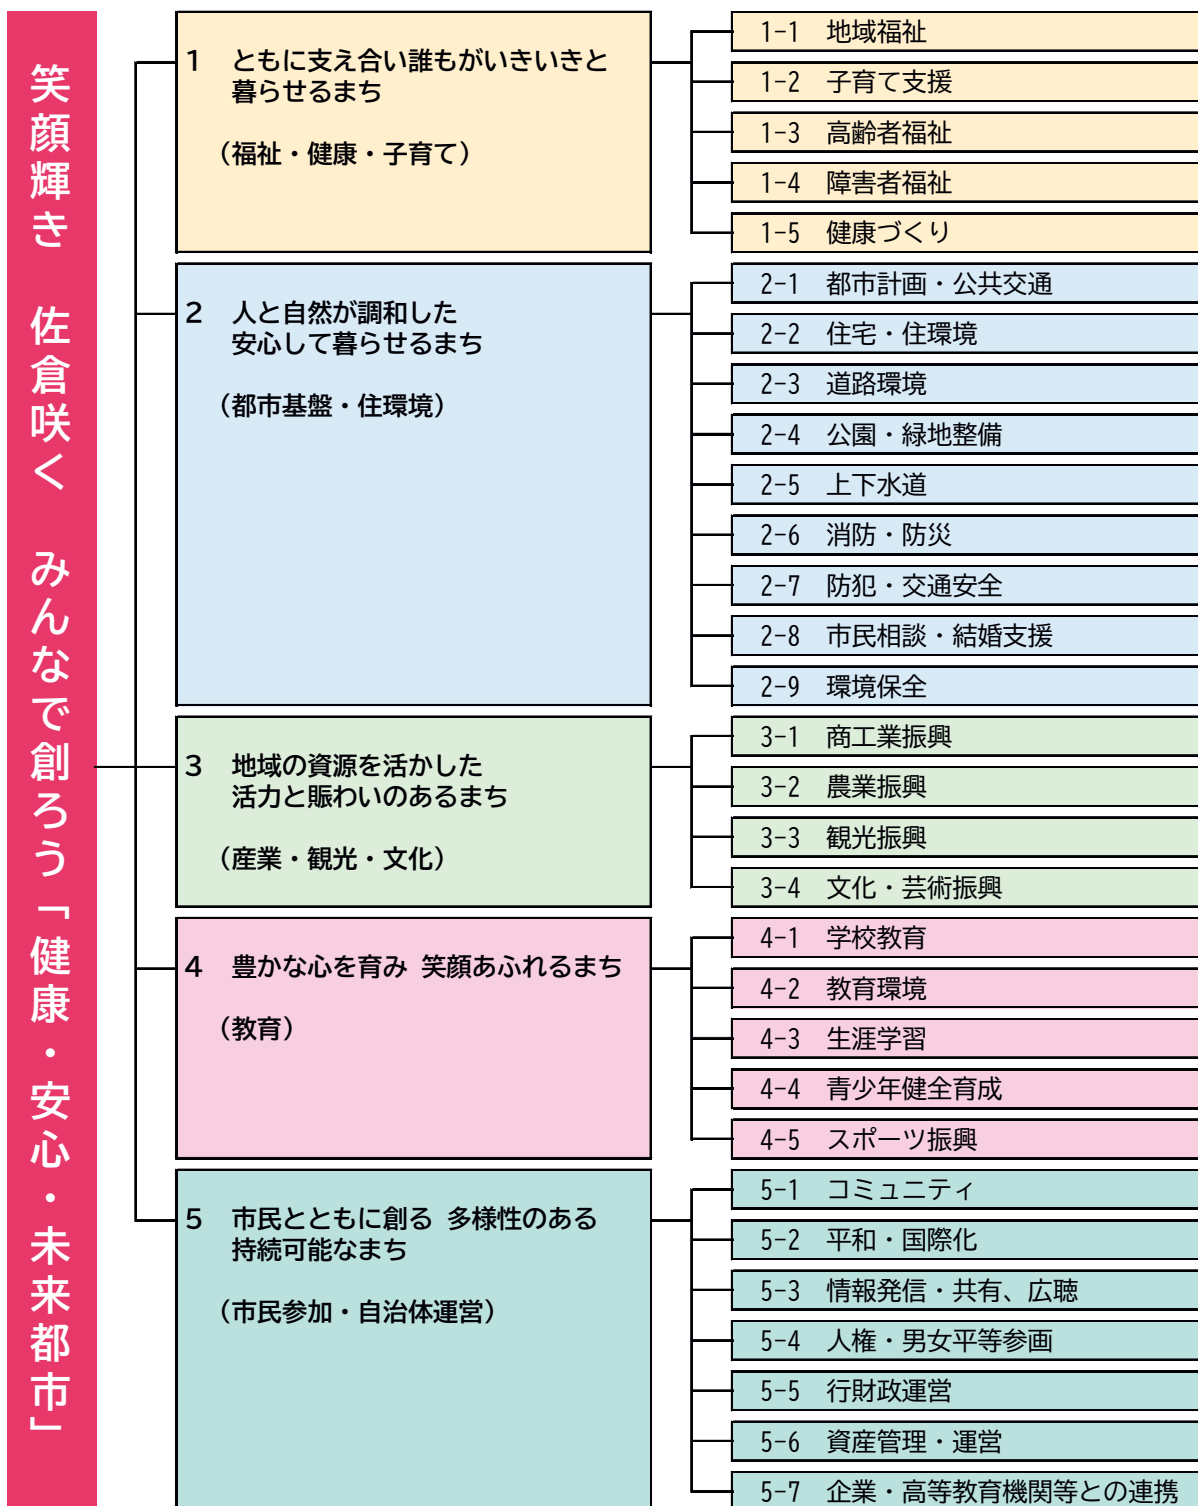 笑顔輝き 佐倉咲く みんなで創ろう「健康・安心・未来都市」
1 ともに支え合い誰もがいきいきと
暮らせるまち
（福祉・健康・子育て）
1-1 地域福祉
1-2 子育て支援
1-3 高齢者福祉
1-4 障害者福祉
1-5 健康づくり
2 人と自然が調和した
安心して暮らせるまち
（都市基盤・住環境）
2-1 都市計画・公共交通
2-2 住宅・住環境
2-3 道路環境
2-4 公園・緑地整備
2-5 上下水道
2-6 消防・防災
2-7 防犯・交通安全
2-8 市民相談・結婚支援
2-9 環境保全
3 地域の資源を活かした
活力と賑わいのあるまち
（産業・観光・文化）
3-1 商工業振興
3-2 農業振興
3-3 観光振興
3-4 文化・芸術振興
4 豊かな心を育み 笑顔あふれるまち
（教育）
4-1 学校教育
4-2 教育環境
4-3 生涯学習
4-4 青少年健全育成
4-5 スポーツ振興
5 市民とともに創る 多様性のある
持続可能なまち
（市民参加・自治体運営）
5-1 コミュニティ
5-2 平和・国際化
5-3 情報発信・共有、広聴
5-4 人権・男女平等参画
5-5 行財政運営
5-6 資産管理・運営
5-7 企業・高等教育機関等との連携